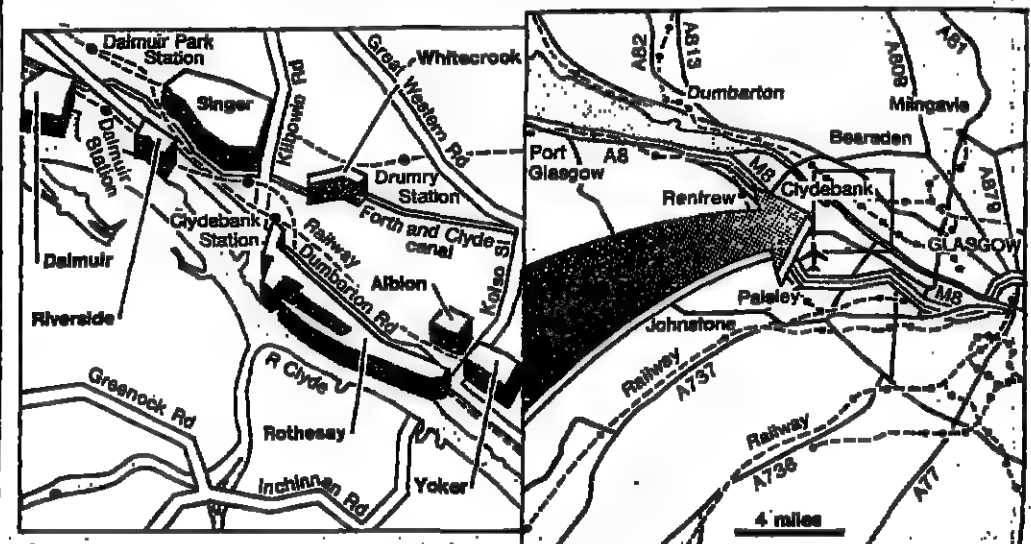 Dalmuir Park
Station
Singer
Kilbowie Rd
Great Western Rd
Whitecrook
Dalmuir
Station
Drumry
Station
Clydebank
Station
Railway
Forth and Clyde
canal
Dumbarton Rd
Albion
Kelso St
Dalmuir
Riverside
R Clyde
Greenock Rd
Rothesay
Inchinnan Rd
Yoker
A82
A813
A809
A81
Dumbarton
Milngavie
Bearsden
Port
Glasgow
A8
M8
Renfrew
Clydebank
A879
GLASGOW
Paisley
M8
Johnstone
Railway
A737
Railway
A736
A77
4 miles